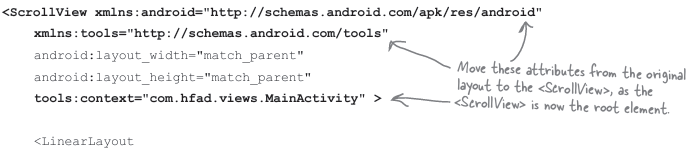 <ScrollView xmlns:android="http://schemas.android.com/apk/res/android"
xmlns:tools="http://schemas.android.com/tools"
android:layout_width="match_parent"
android:layout_height="match_parent"
tools:context="com.hfad.views.MainActivity" >
Move these attributes from the original
layout to the <ScrollView>, as the
<ScrollView> is now the root element.
<LinearLayout